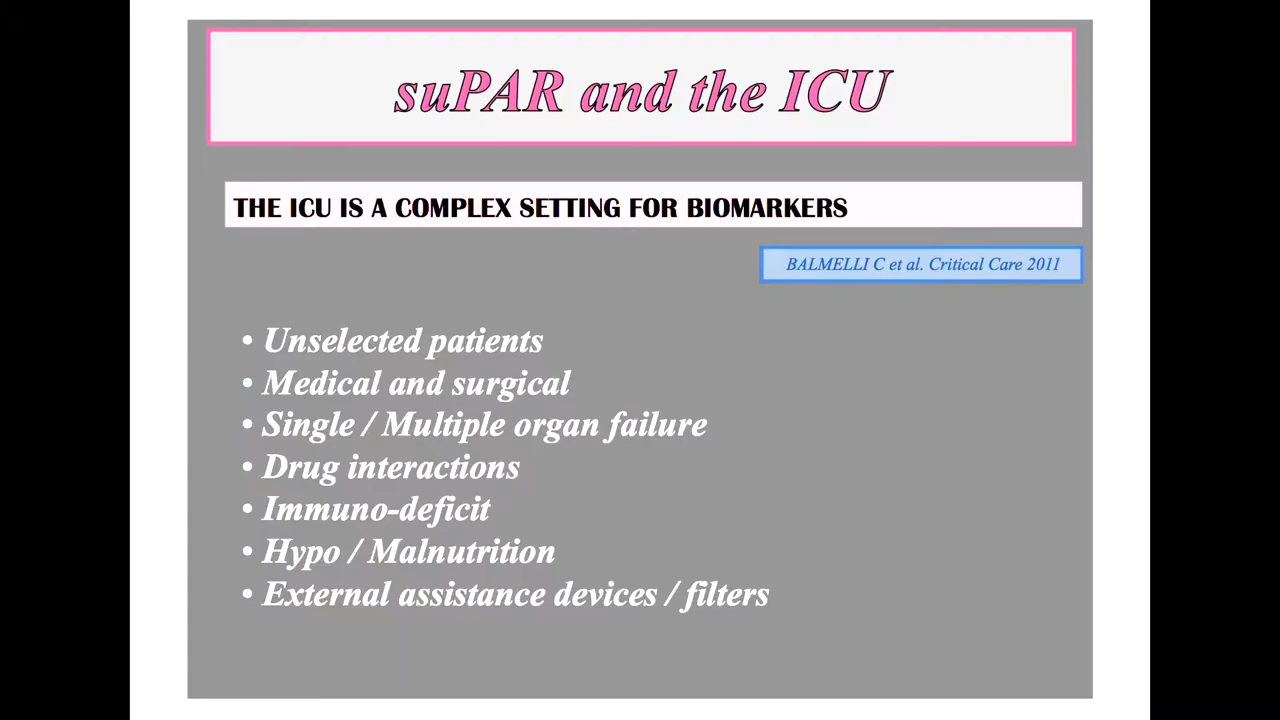 suPAR and the ICU
THE ICU IS A COMPLEX SETTING FOR BIOMARKERS
BALMELLI C et al. Critical Care 2011
• Unselected patients
• Medical and surgical
• Single / Multiple organ failure
• Drug interactions
• Immuno-deficit
• Hypo / Malnutrition
• External assistance devices / filters